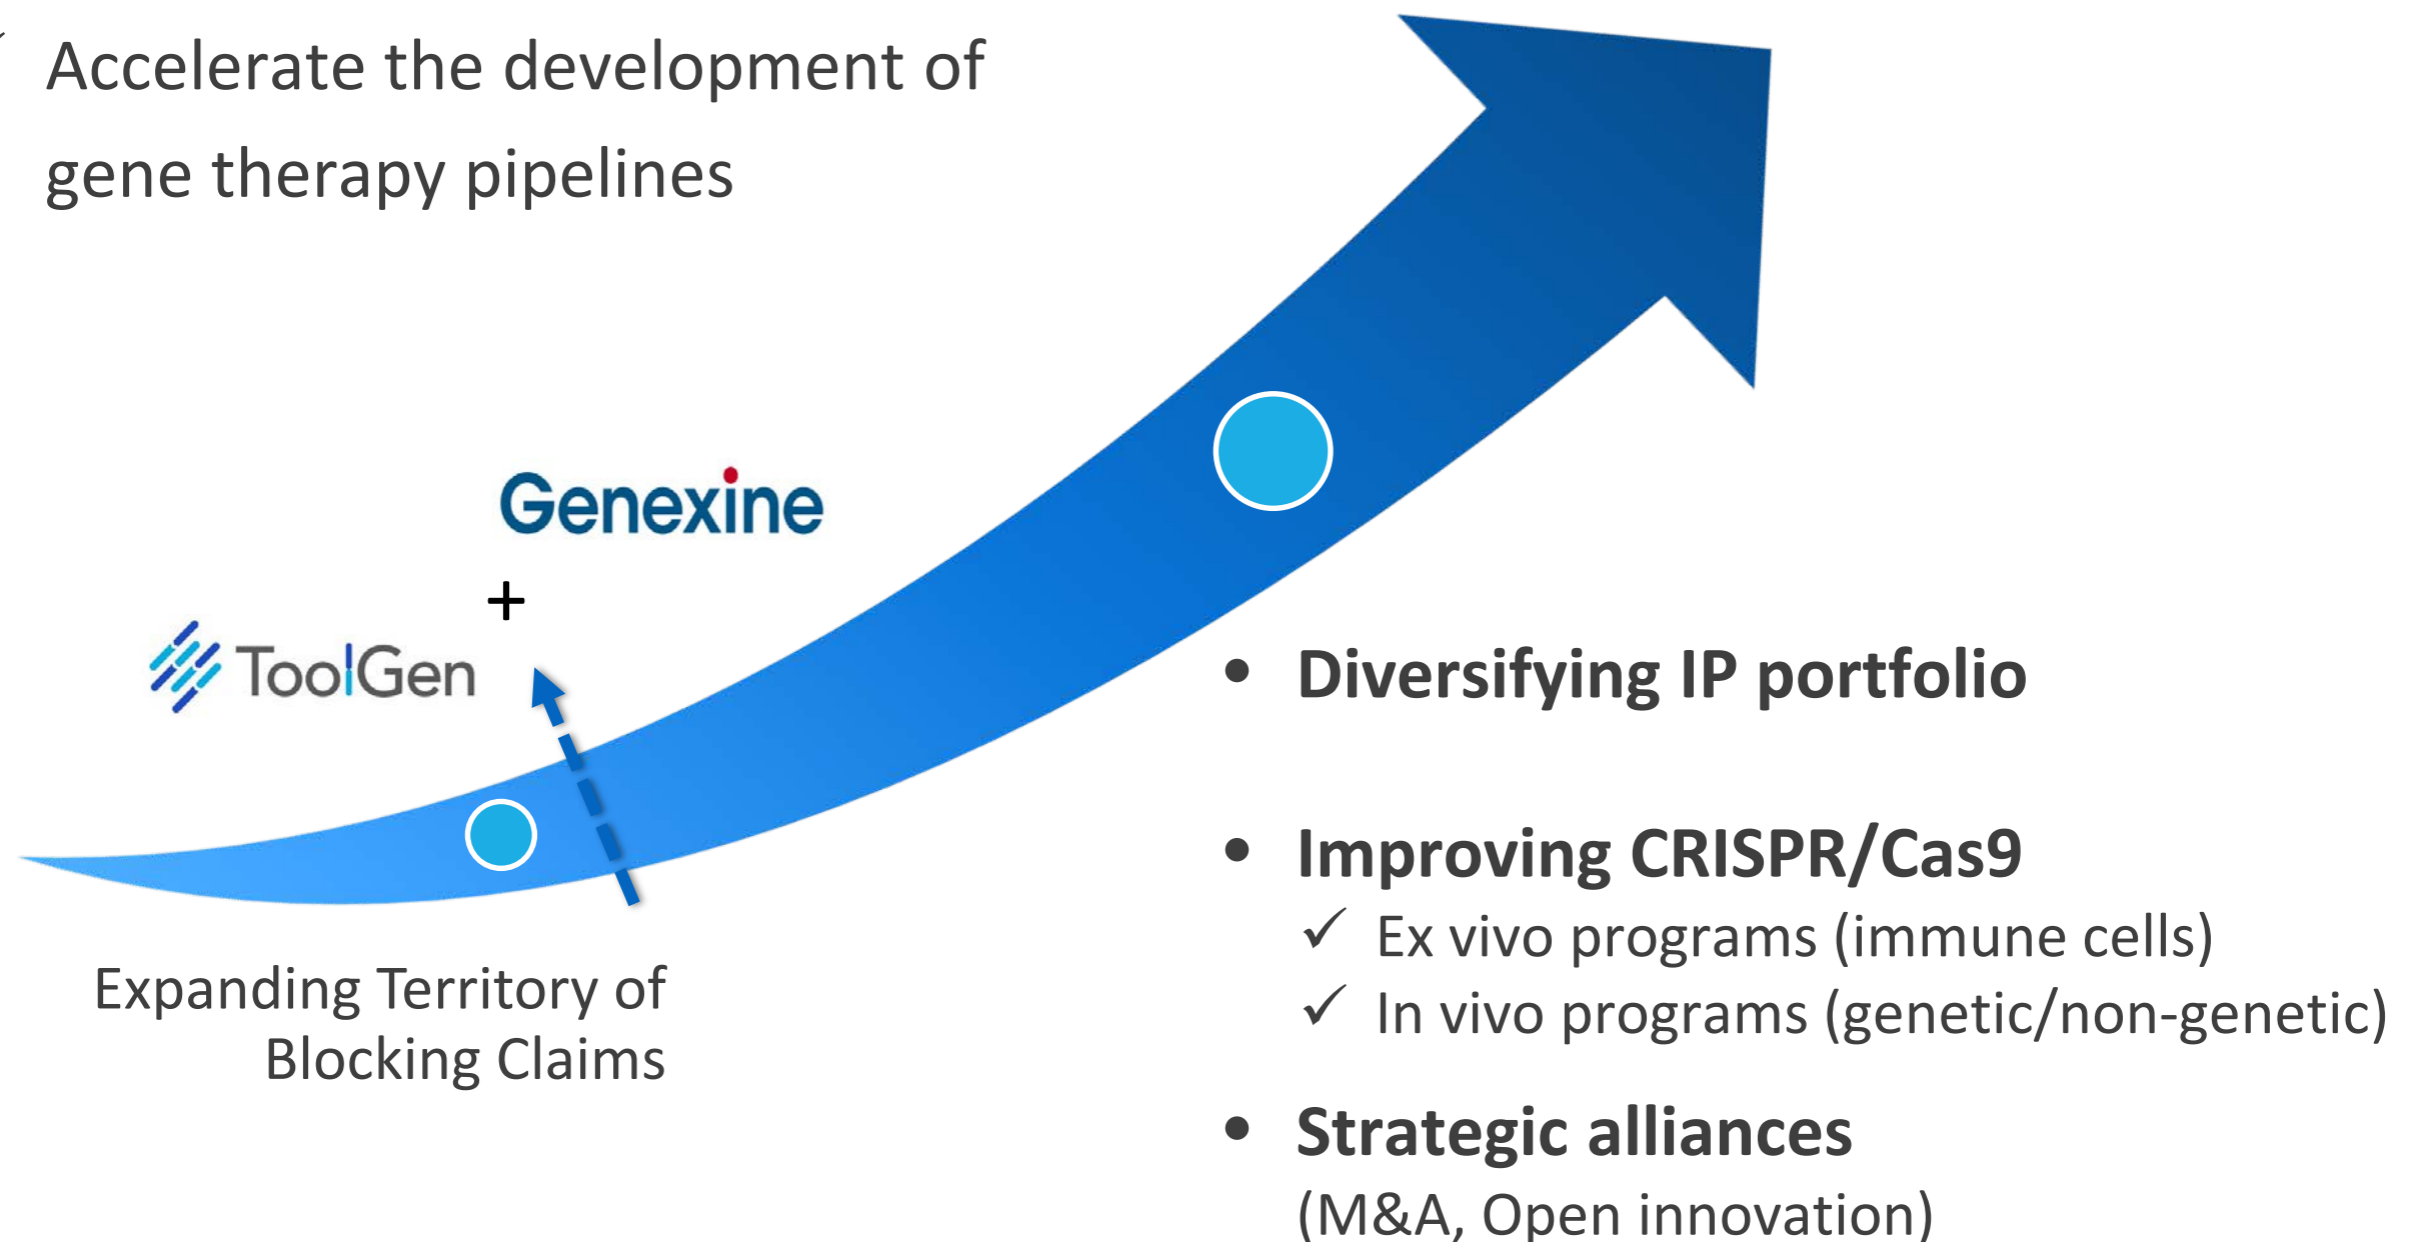 ✓ Accelerate the development of
gene therapy pipelines
Genexine
+
ToolGen
Expanding Territory of
Blocking Claims
• Diversifying IP portfolio
• Improving CRISPR/Cas9
✓ Ex vivo programs (immune cells)
✓ In vivo programs (genetic/non-genetic)
• Strategic alliances
(M&A, Open innovation)